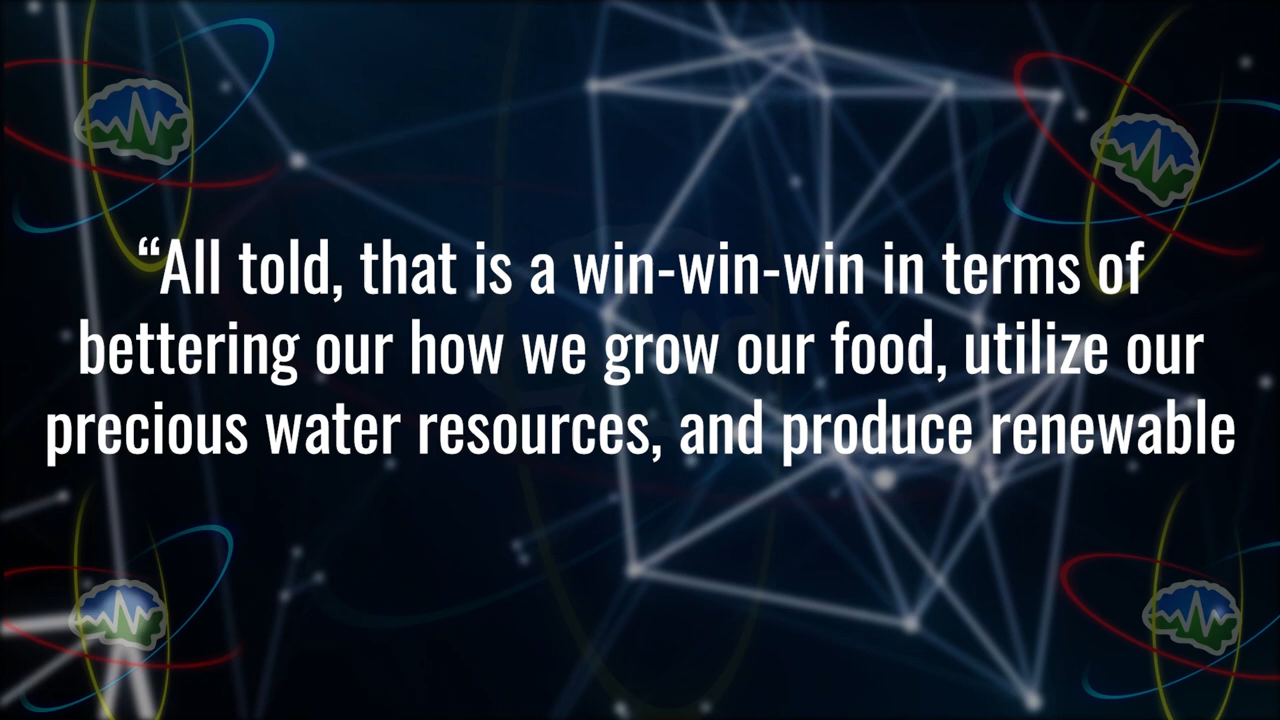 “All told, that is a win-win-win in terms of
bettering our how we grow our food, utilize our
precious water resources, and produce renewable